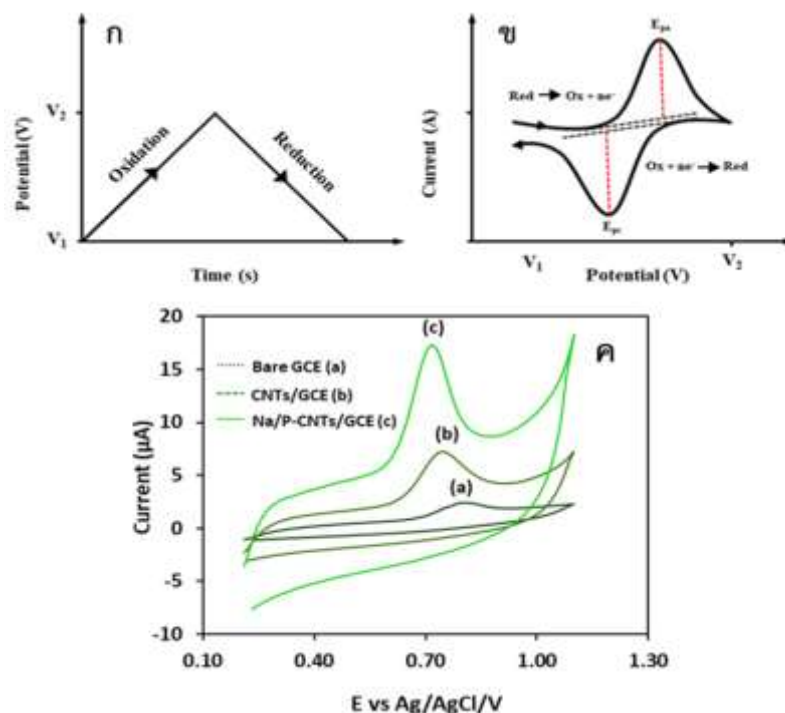 ก
Potential (V)
V₂
V₁
Oxidation
Reduction
Time (s)
ข
Current (A)
Eₚₐ
Red → Ox + ne⁻
Ox + ne⁻ → Red
Eₚ꜀
V₁
V₂
Potential (V)
ค
Current (µA)
20
15
10
5
0
-5
-10
Bare GCE (a)
CNTs/GCE (b)
Na/P-CNTs/GCE (c)
(c)
(b)
(a)
0.10 0.40 0.70 1.00 1.30
E vs Ag/AgCl/V